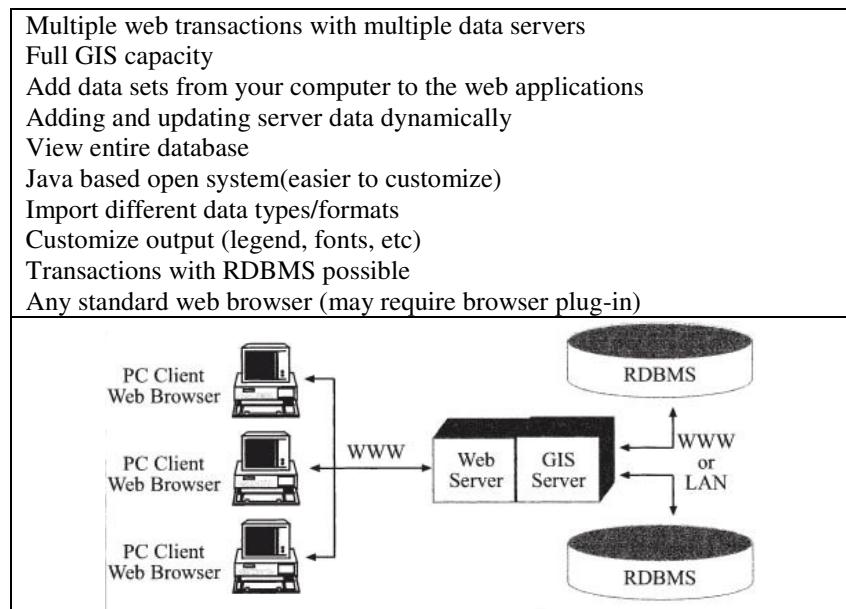 Multiple web transactions with multiple data servers
Full GIS capacity
Add data sets from your computer to the web applications
Adding and updating server data dynamically
View entire database
Java based open system(easier to customize)
Import different data types/formats
Customize output (legend, fonts, etc)
Transactions with RDBMS possible
Any standard web browser (may require browser plug-in)
PC Client
Web Browser
RDBMS
PC Client
Web Browser
WWW
Web
Server
GIS
Server
WWW
or
LAN
PC Client
Web Browser
RDBMS